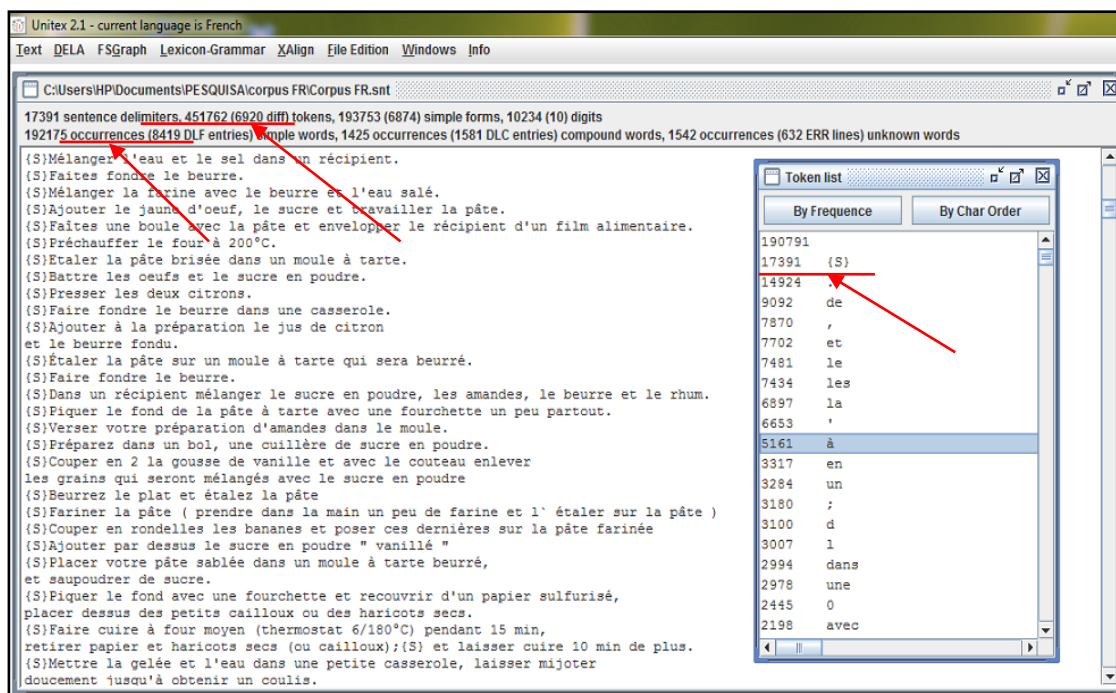 Unitex 2.1 - current language is French
Text DELA FSGraph Lexicon-Grammar XAlign File Edition Windows Info
C:\Users\HP\Documents\PESQUISA\corpus FR\Corpus FR.snt
17391 sentence delimiters, 451762 (6920 diff) tokens, 193753 (6874) simple forms, 10234 (10) digits
192175 occurrences (8419 DLF entries) simple words, 1425 occurrences (1581 DLC entries) compound words, 1542 occurrences (632 ERR lines) unknown words
{S}Mélanger l'eau et le sel dans un récipient.
{S}Faites fondre le beurre.
{S}Mélanger la farine avec le beurre et l'eau salé.
{S}Ajouter le jaune d'oeuf, le sucre et travailler la pâte.
{S}Faîtes une boule avec la pâte et envelopper le récipient d'un film alimentaire.
{S}Préchauffer le four à 200°C.
{S}Etaler la pâte brisée dans un moule à tarte.
{S}Battre les oeufs et le sucre en poudre.
{S}Presser les deux citrons.
{S}Faire fondre le beurre dans une casserole.
{S}Ajouter à la préparation le jus de citron
et le beurre fondu.
{S}Étaler la pâte sur un moule à tarte qui sera beurré.
{S}Faire fondre le beurre.
{S}Dans un récipient mélanger le sucre en poudre, les amandes, le beurre et le rhum.
{S}Piquer le fond de la pâte à tarte avec une fourchette un peu partout.
{S}Verser votre préparation d'amandes dans le moule.
{S}Préparez dans un bol, une cuillère de sucre en poudre.
{S}Couper en 2 la gousse de vanille et avec le couteau enlever
les grains qui seront mélangés avec le sucre en poudre
{S}Beurrez le plat et étalez la pâte
{S}Fariner la pâte ( prendre dans la main un peu de farine et l` étaler sur la pâte )
{S}Couper en rondelles les bananes et poser ces dernières sur la pâte farinée
{S}Ajouter par dessus le sucre en poudre " vanillé "
{S}Placer votre pâte sablée dans un moule à tarte beurré,
et saupoudrer de sucre.
{S}Piquer le fond avec une fourchette et recouvrir d'un papier sulfurisé,
placer dessus des petits cailloux ou des haricots secs.
{S}Faire cuire à four moyen (thermostat 6/180°C) pendant 15 min,
retirer papier et haricots secs (ou cailloux);{S} et laisser cuire 10 min de plus.
{S}Mettre la gelée et l'eau dans une petite casserole, laisser mijoter
doucement jusqu'à obtenir un coulis.
Token list
By Frequence By Char Order
190791
17391 {S}
14924 .
9092 de
7870 ,
7702 et
7481 le
7434 les
6897 la
6653 '
5161 à
3317 en
3284 un
3180 ;
3100 d
3007 l
2994 dans
2978 une
2445 0
2198 avec